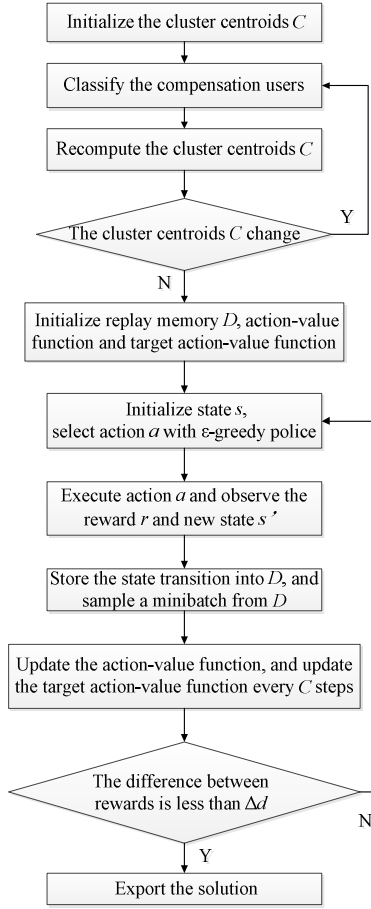 Initialize the cluster centroids C
Classify the compensation users
Recompute the cluster centroids C
The cluster centroids C change
Y
N
Initialize replay memory D, action-value
function and target action-value function
Initialize state s,
select action a with ε-greedy police
Execute action a and observe the
reward r and new state s’
Store the state transition into D, and
sample a minibatch from D
Update the action-value function, and update
the target action-value function every C steps
The difference between
rewards is less than Δd
N
Y
Export the solution